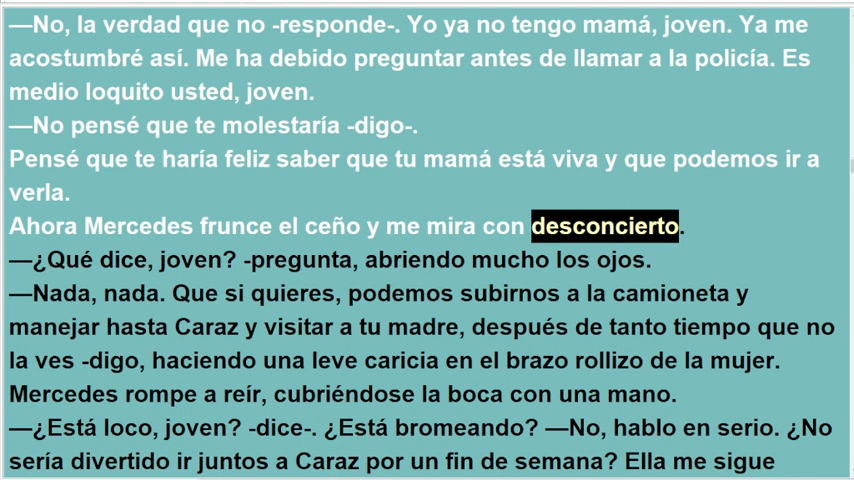 —No, la verdad que no -responde-. Yo ya no tengo mamá, joven. Ya me
acostumbré así. Me ha debido preguntar antes de llamar a la policía. Es
medio loquito usted, joven.
—No pensé que te molestaría -digo-.
Pensé que te haría feliz saber que tu mamá está viva y que podemos ir a
verla.
Ahora Mercedes frunce el ceño y me mira con desconcierto.
—¿Qué dice, joven? -pregunta, abriendo mucho los ojos.
—Nada, nada. Que si quieres, podemos subirnos a la camioneta y
manejar hasta Caraz y visitar a tu madre, después de tanto tiempo que no
la ves -digo, haciendo una leve caricia en el brazo rollizo de la mujer.
Mercedes rompe a reír, cubriéndose la boca con una mano.
—¿Está loco, joven? -dice-. ¿Está bromeando? —No, hablo en serio. ¿No
sería divertido ir juntos a Caraz por un fin de semana? Ella me sigue